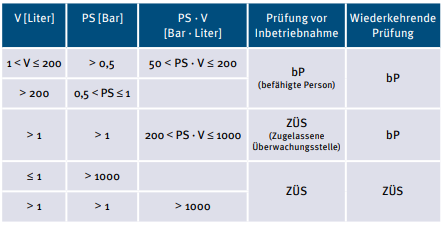 V [Liter] PS [Bar] PS · V [Bar · Liter] Prüfung vor Inbetriebnahme Wiederkehrende Prüfung
1 < V ≤ 200 > 0,5 50 < PS · V ≤ 200 bP (befähigte Person) bP
> 200 0,5 < PS ≤ 1
> 1 > 1 200 < PS · V ≤ 1000 ZÜS (Zugelassene Überwachungsstelle) bP
≤ 1 > 1000 ZÜS ZÜS
> 1 > 1 > 1000